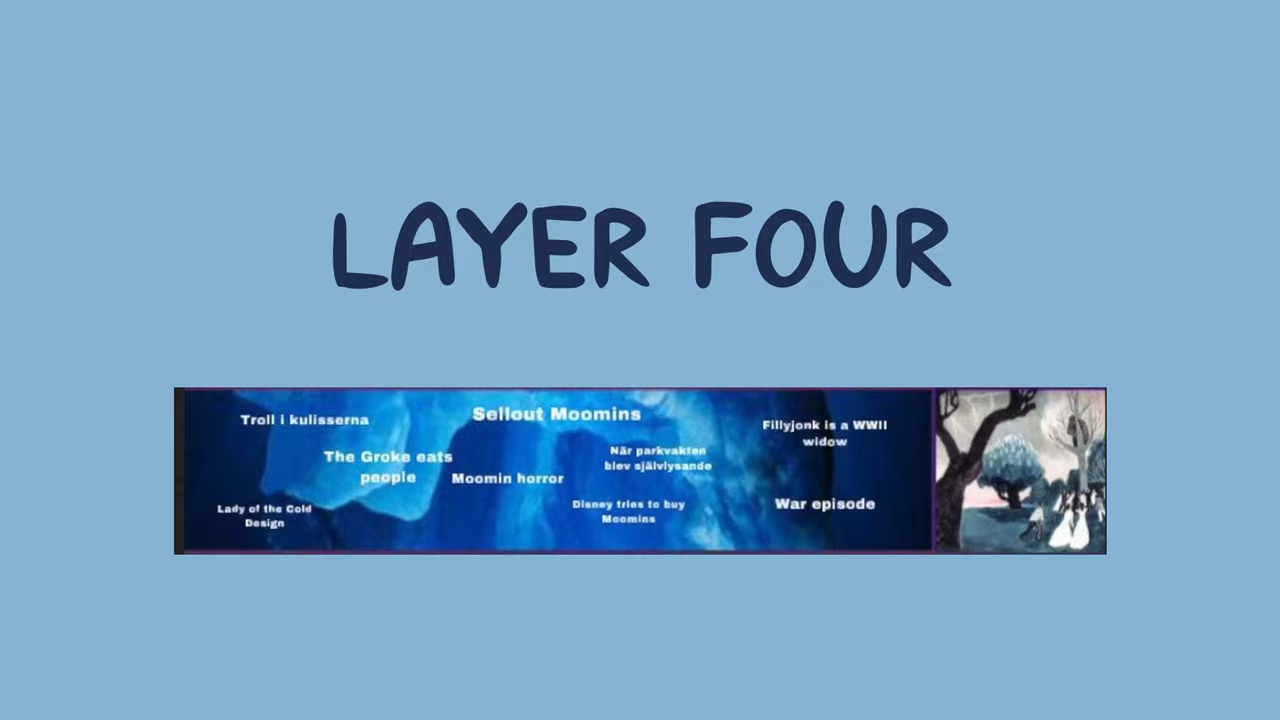 LAYER FOUR
Troll i kulisserna
Sellout Moomins
Fillyjonk is a WWII
widow
The Groke eats
people
När parkvakten
blev självlysande
Moomin horror
Lady of the Cold
Design
Disney tries to buy
Moomins
War episode